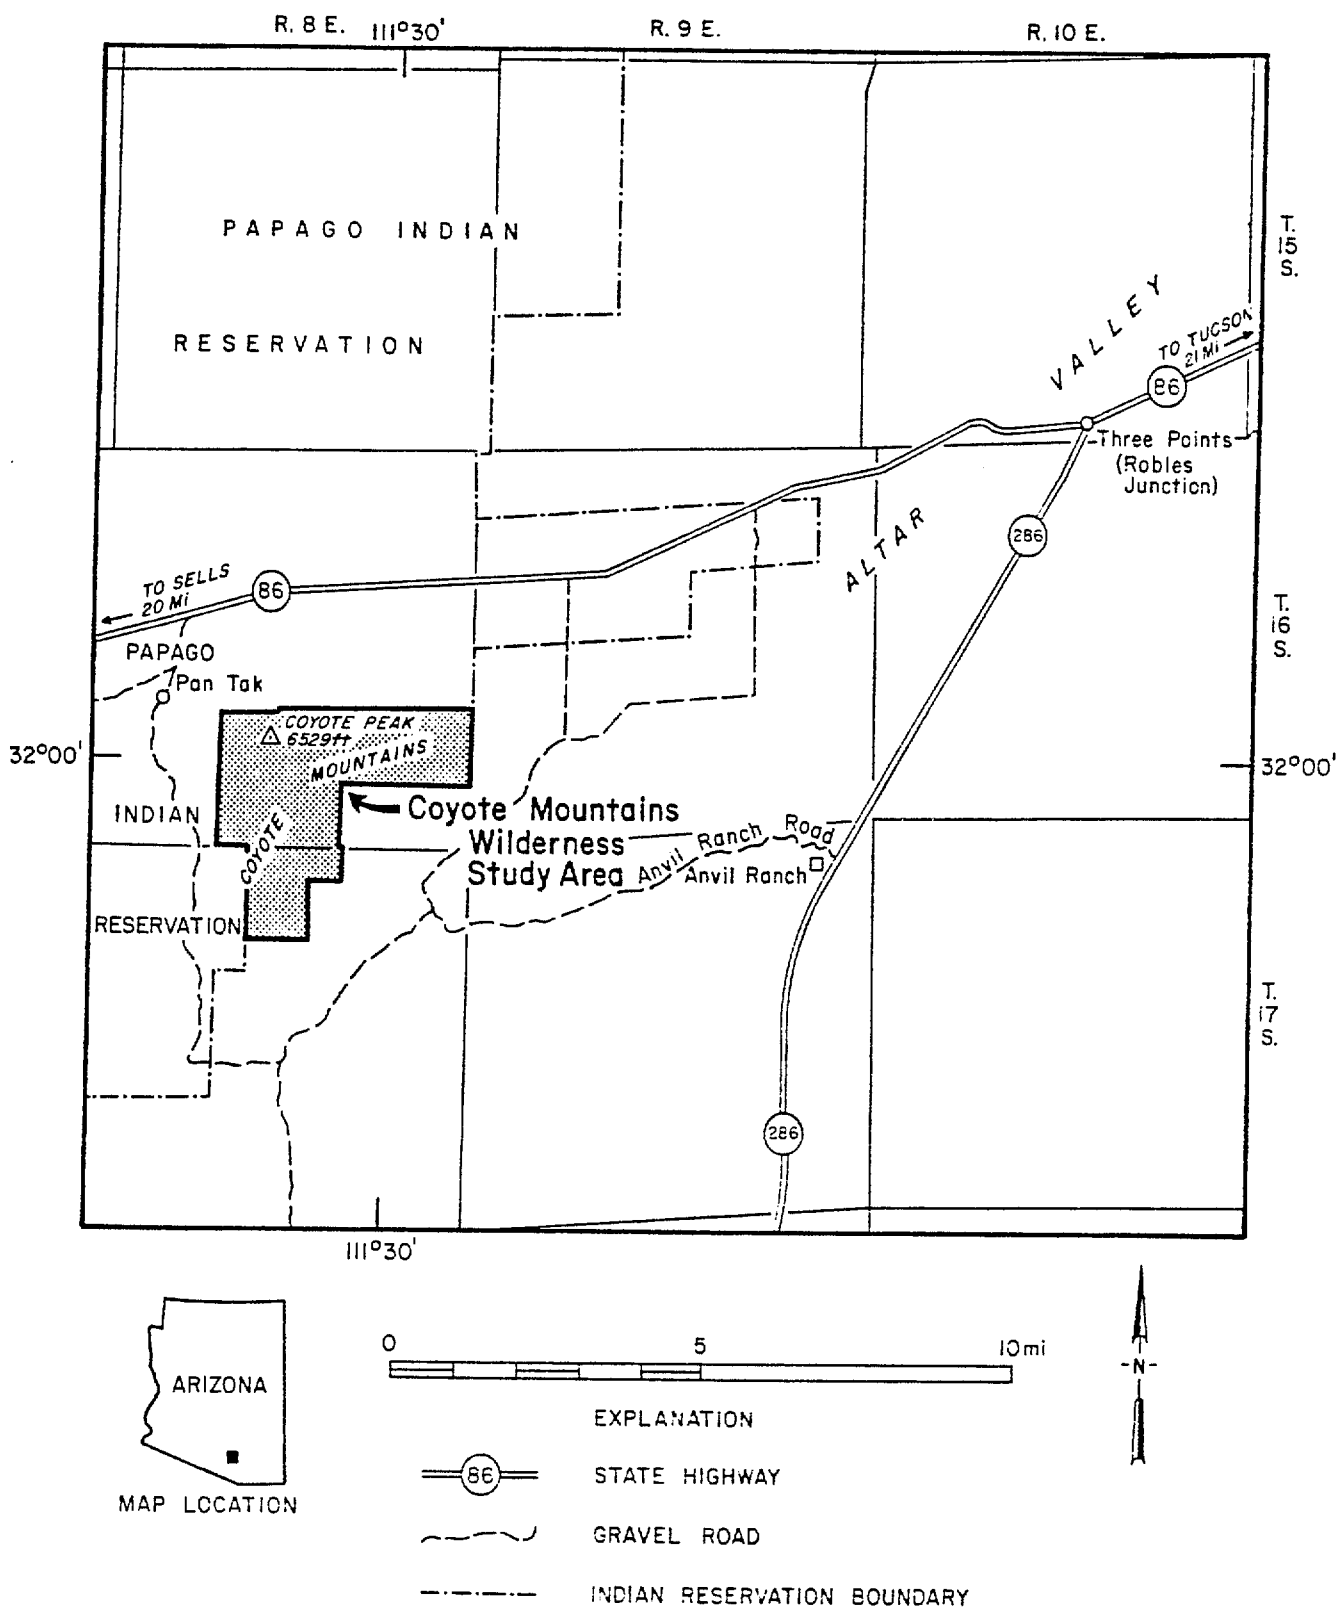 R. 8 E.
111°30'
R. 9 E.
R. 10 E.
PAPAGO INDIAN
RESERVATION
T.
15
S.
VALLEY
TO TUCSON
21 Mi
86
Three Points
(Robles
Junction)
286
ALTAR
TO SELLS
20 Mi
86
T.
16
S.
PAPAGO
Pan Tak
COYOTE PEAK
6529ft
MOUNTAINS
32°00'
32°00'
INDIAN
COYOTE
Coyote Mountains
Wilderness
Study Area
Anvil Ranch Road
Anvil Ranch
RESERVATION
T.
17
S.
286
111°30'
ARIZONA
MAP LOCATION
0 5 10 mi
-N-
EXPLANATION
86 STATE HIGHWAY
GRAVEL ROAD
INDIAN RESERVATION BOUNDARY